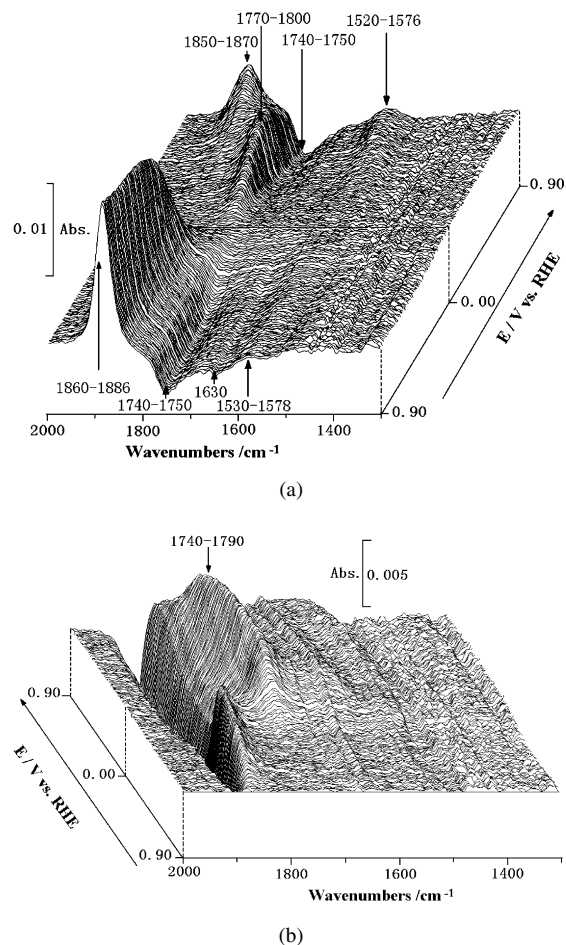 1770-1800
1520-1576
1850-1870
1740-1750
0.90
0.01 Abs.
0.00
E / V vs. RHE
1860-1886
1630
1740-1750
1530-1578
0.90
2000 1800 1600 1400
Wavenumbers /cm-1
(a)
1740-1790
Abs. 0.005
0.90
E / V vs. RHE
0.00
0.90
2000 1800 1600 1400
Wavenumbers /cm-1
(b)